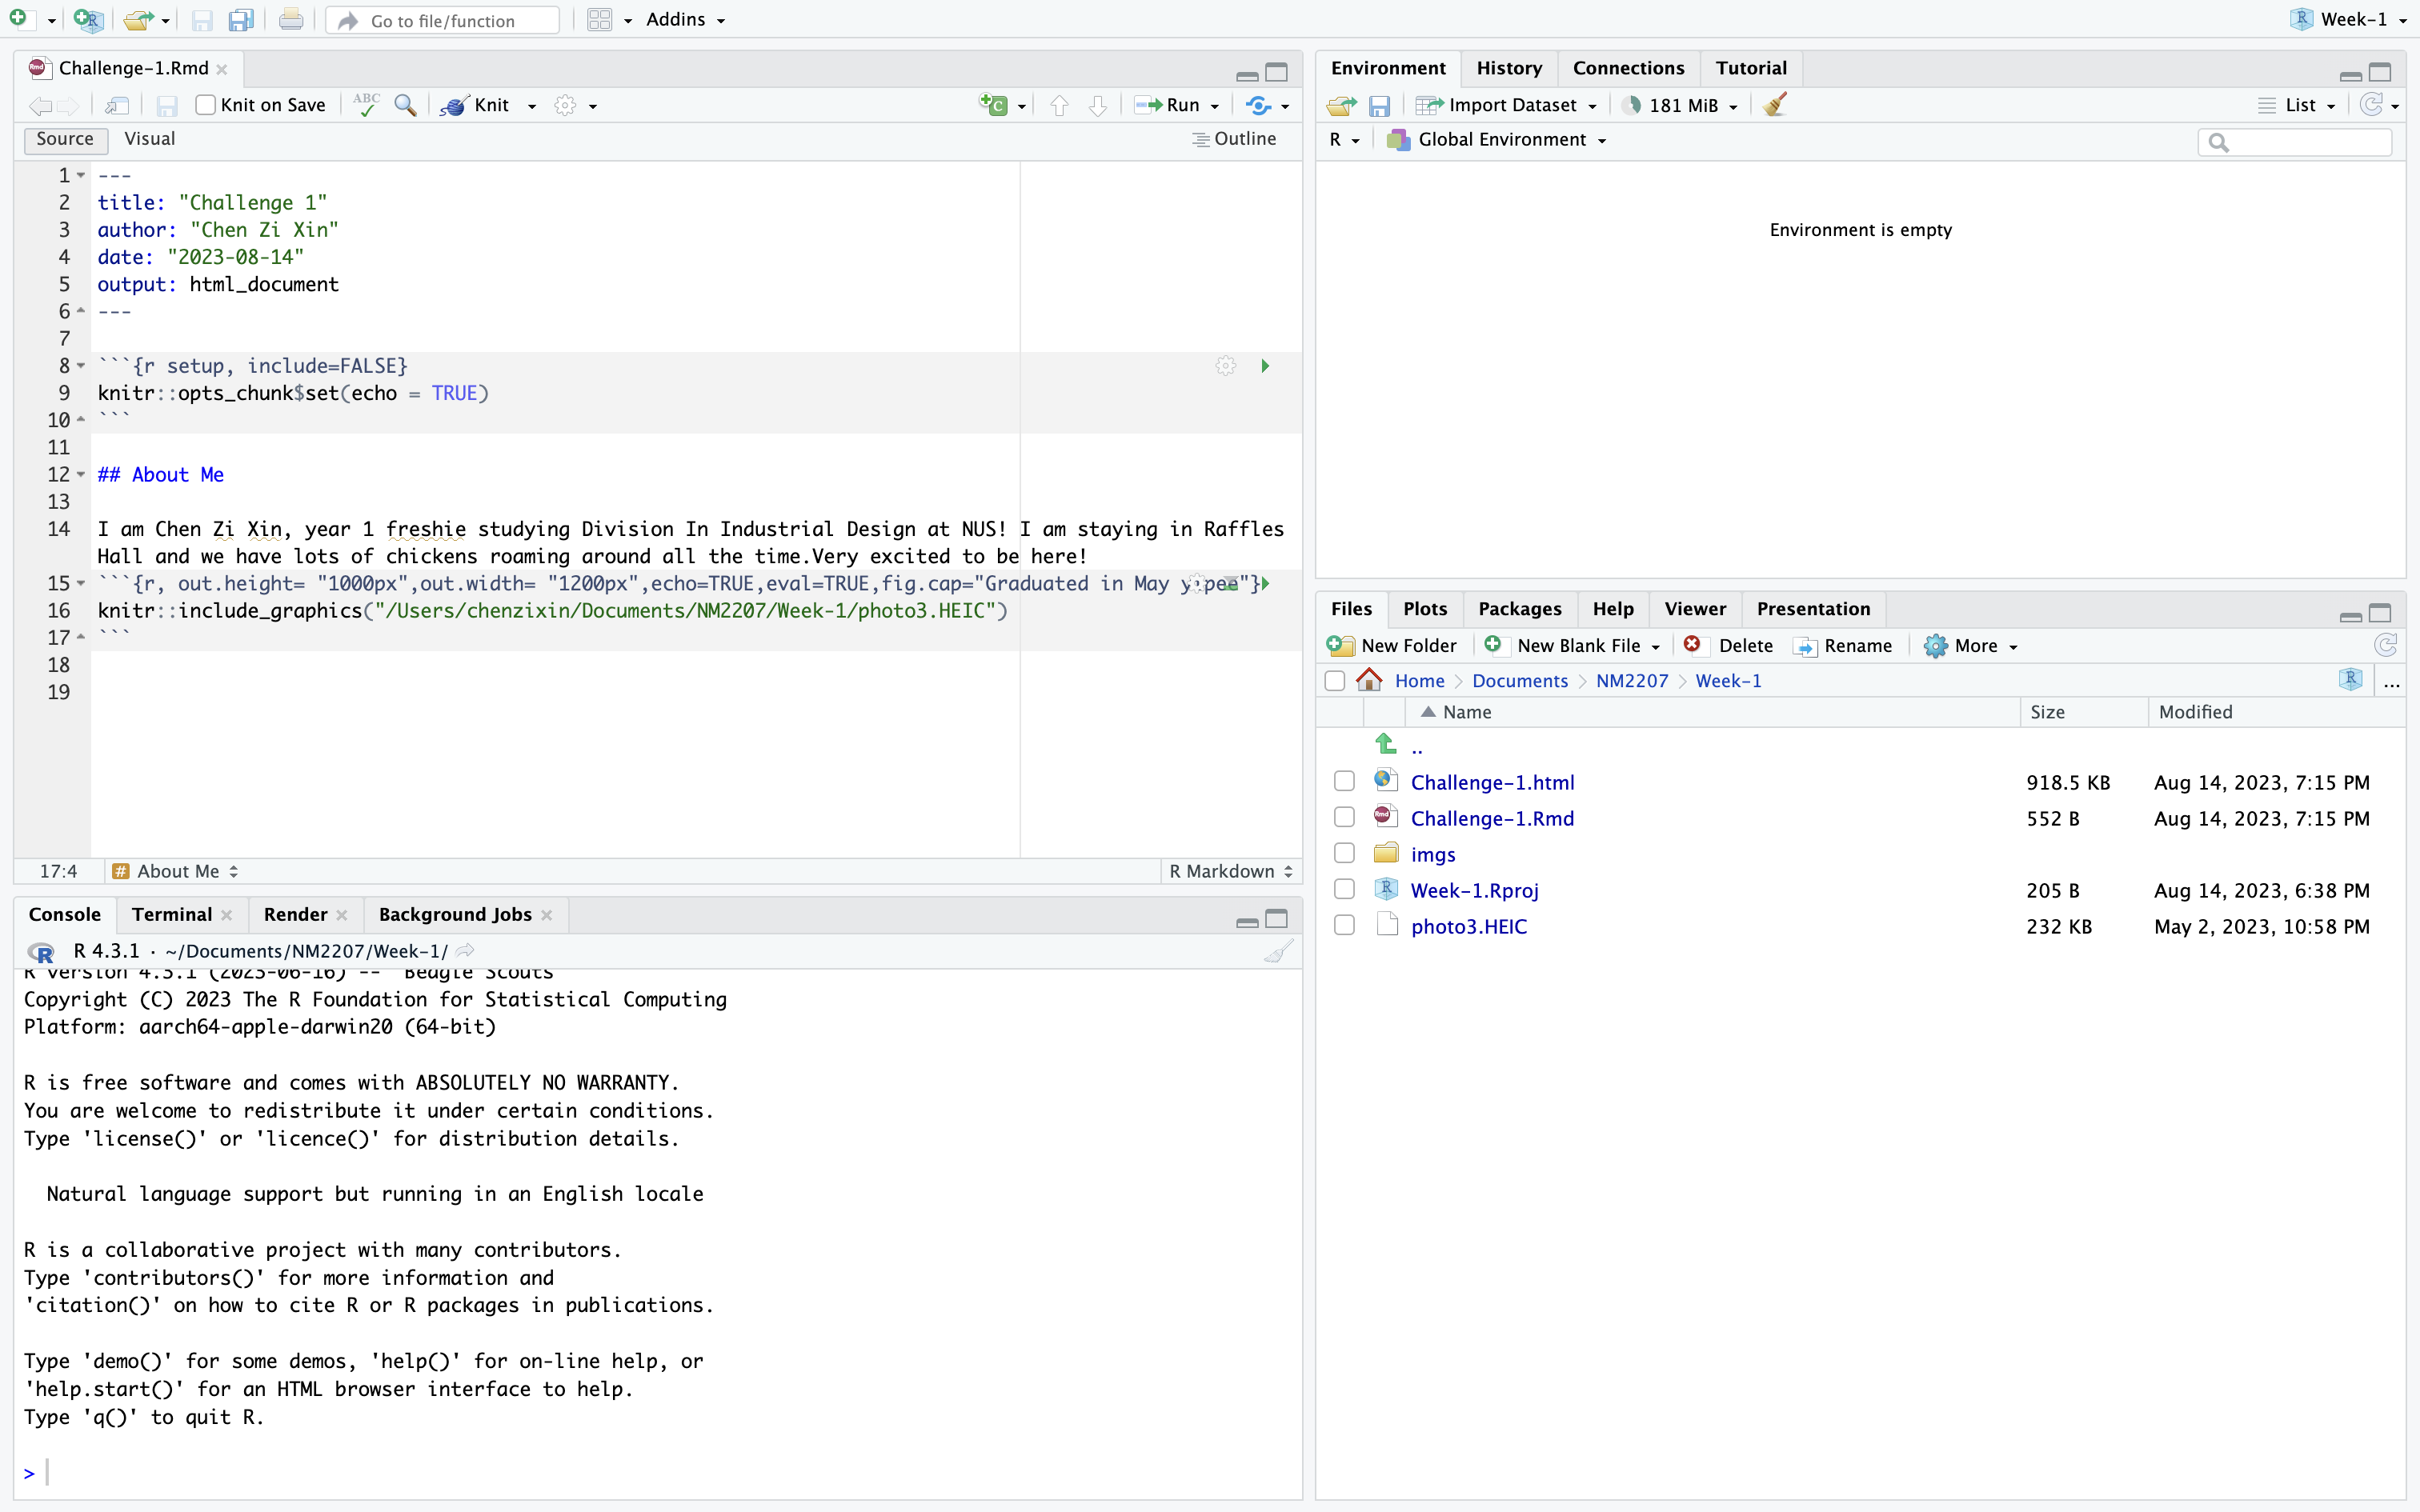 Go to file/function
Addins
Week-1
Challenge-1.Rmd
Knit on Save
ABC
Knit
Run
Source
Visual
Outline
1 ---
2 title: "Challenge 1"
3 author: "Chen Zi Xin"
4 date: "2023-08-14"
5 output: html_document
6 ---
7
8 ```{r setup, include=FALSE}
9 knitr::opts_chunk$set(echo = TRUE)
10 ```
11
12 ## About Me
13
14 I am Chen Zi Xin, year 1 freshie studying Division In Industrial Design at NUS! I am staying in Raffles
Hall and we have lots of chickens roaming around all the time.Very excited to be here!
15 ```{r, out.height= "1000px",out.width= "1200px",echo=TRUE,eval=TRUE,fig.cap="Graduated in May
16 knitr::include_graphics("/Users/chenzixin/Documents/NM2207/Week-1/photo3.HEIC")
17 ```
18
19
17:4
# About Me
R Markdown
Console
Terminal
Render
Background Jobs
R 4.3.1 · ~/Documents/NM2207/Week-1/
R version 4.3.1 (2023-06-16) -- "Beagle Scouts"
Copyright (C) 2023 The R Foundation for Statistical Computing
Platform: aarch64-apple-darwin20 (64-bit)
R is free software and comes with ABSOLUTELY NO WARRANTY.
You are welcome to redistribute it under certain conditions.
Type 'license()' or 'licence()' for distribution details.
Natural language support but running in an English locale
R is a collaborative project with many contributors.
Type 'contributors()' for more information and
'citation()' on how to cite R or R packages in publications.
Type 'demo()' for some demos, 'help()' for on-line help, or
'help.start()' for an HTML browser interface to help.
Type 'q()' to quit R.
>
Environment
History
Connections
Tutorial
Import Dataset
181 MiB
List
R
Global Environment
Environment is empty
Files
Plots
Packages
Help
Viewer
Presentation
New Folder
New Blank File
Delete
Rename
More
Home
Documents
NM2207
Week-1
...
Name
Size
Modified
..
Challenge-1.html 918.5 KB Aug 14, 2023, 7:15 PM
Challenge-1.Rmd 552 B Aug 14, 2023, 7:15 PM
imgs
Week-1.Rproj 205 B Aug 14, 2023, 6:38 PM
photo3.HEIC 232 KB May 2, 2023, 10:58 PM